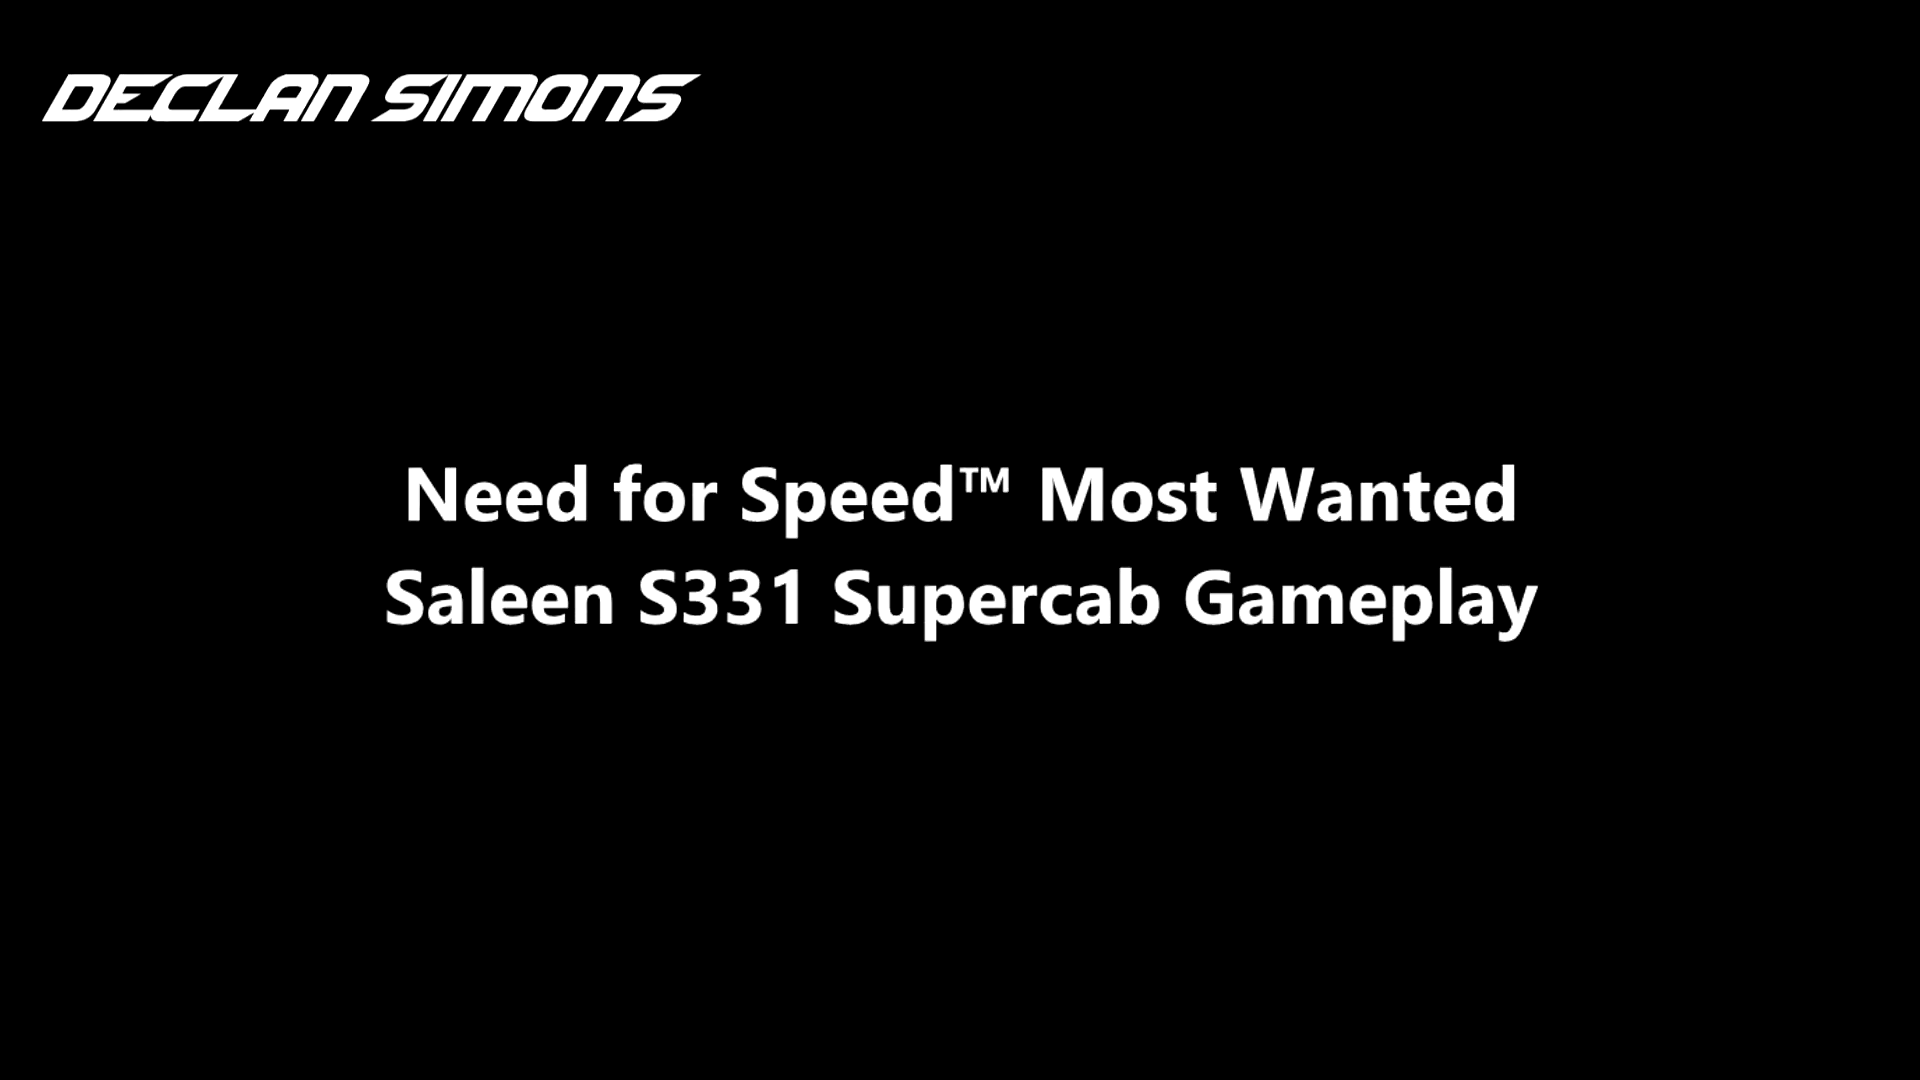 DECLAN SIMONS
Need for Speed™ Most Wanted
Saleen S331 Supercab Gameplay